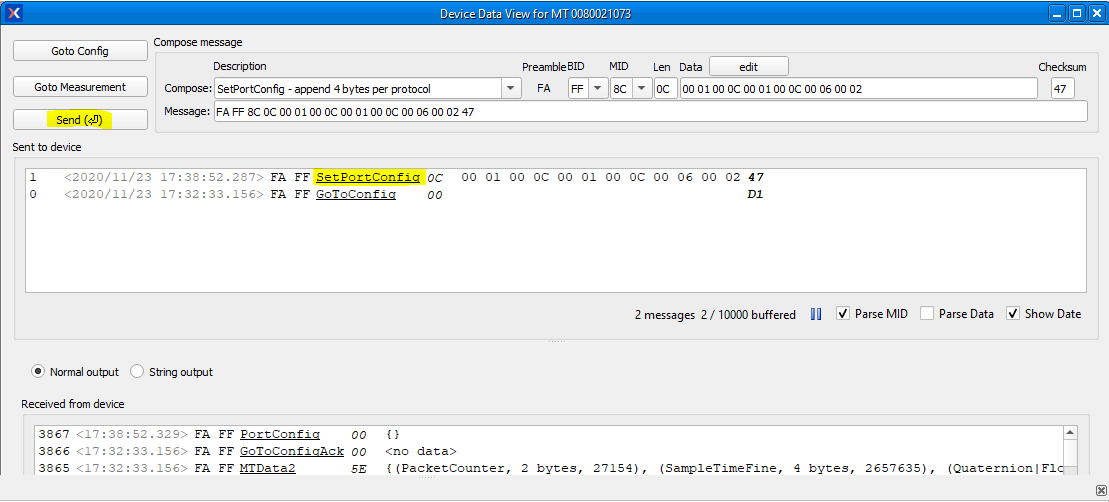 Device Data View for MT 0080021073
Goto Config
Compose message
Description Preamble BID MID Len Data edit Checksum
Goto Measurement
Compose: SetPortConfig - append 4 bytes per protocol FA FF 8C 0C 00 01 00 0C 00 01 00 0C 00 06 00 02 47
Send (⏎)
Message: FA FF 8C 0C 00 01 00 0C 00 01 00 0C 00 06 00 02 47
Sent to device
1 <2020/11/23 17:38:52.287> FA FF SetPortConfig 0C 00 01 00 0C 00 01 00 0C 00 06 00 02 47
0 <2020/11/23 17:32:33.156> FA FF GoToConfig 00 D1
2 messages 2 / 10000 buffered Parse MID Parse Data Show Date
Normal output String output
Received from device
3867 <17:38:52.329> FA FF PortConfig 00 {}
3866 <17:32:33.156> FA FF GoToConfigAck 00 <no data>
3865 <17:32:33.156> FA FF MTData2 5E {(PacketCounter, 2 bytes, 27154), (SampleTimeFine, 4 bytes, 2657635), (Quaternion|Flo